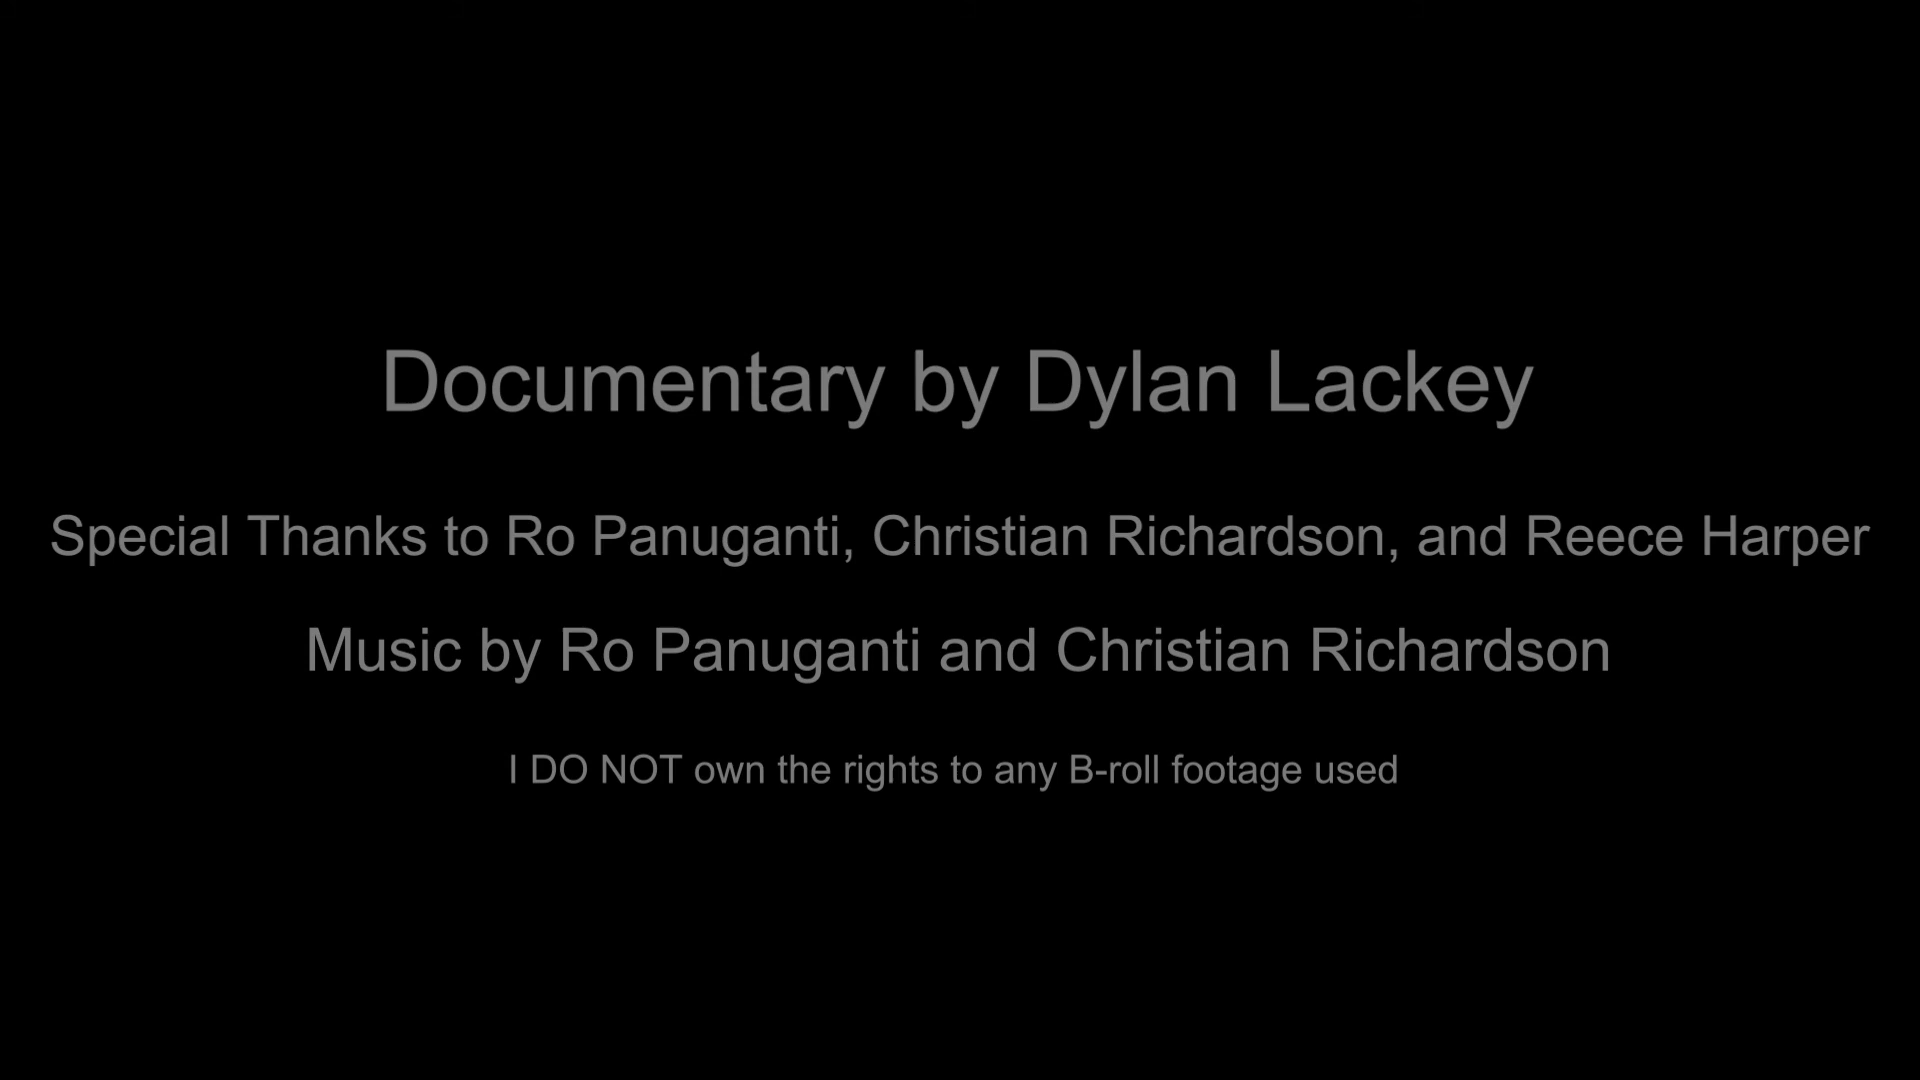 Documentary by Dylan Lackey
Special Thanks to Ro Panuganti, Christian Richardson, and Reece Harper
Music by Ro Panuganti and Christian Richardson
I DO NOT own the rights to any B-roll footage used